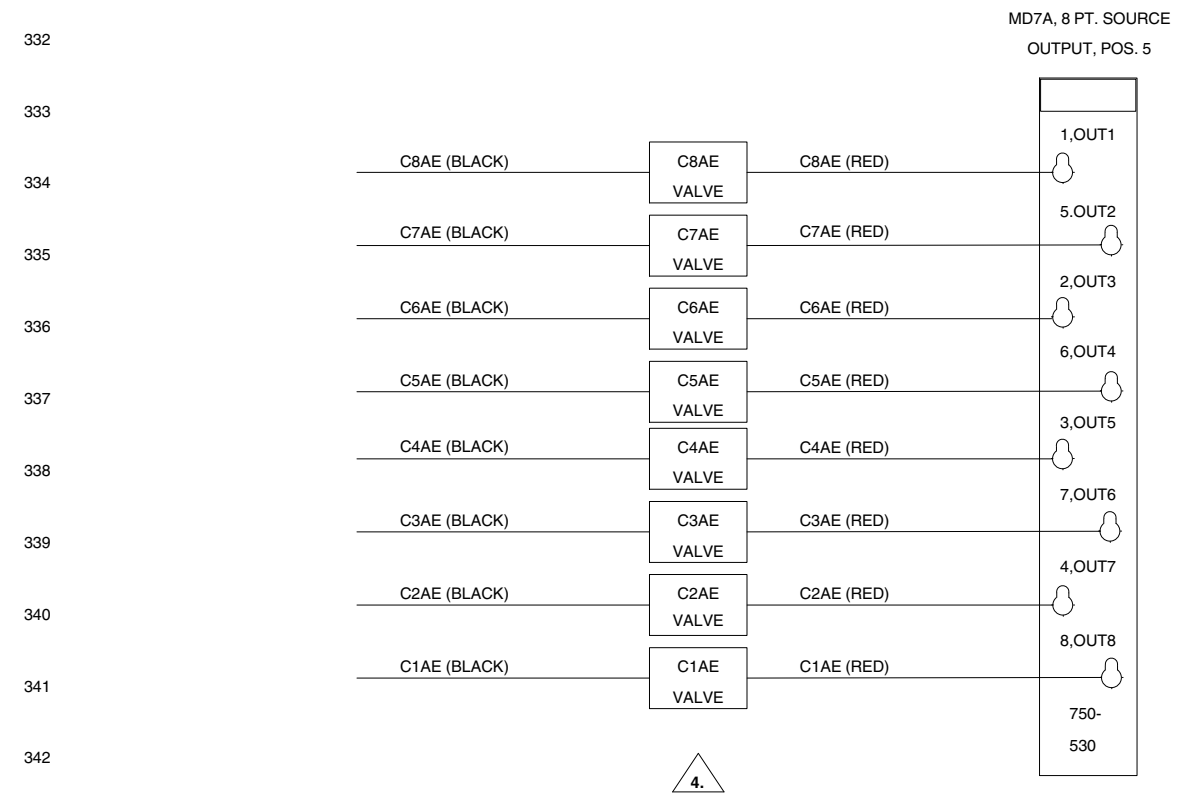 MD7A, 8 PT. SOURCE
332
OUTPUT, POS. 5
333
1,OUT1
C8AE (BLACK) C8AE C8AE (RED)
334
VALVE
5.OUT2
C7AE (BLACK) C7AE C7AE (RED)
335
VALVE
2,OUT3
C6AE (BLACK) C6AE C6AE (RED)
336
VALVE
6,OUT4
C5AE (BLACK) C5AE C5AE (RED)
337
VALVE
3,OUT5
C4AE (BLACK) C4AE C4AE (RED)
338
VALVE
7,OUT6
C3AE (BLACK) C3AE C3AE (RED)
339
VALVE
4,OUT7
C2AE (BLACK) C2AE C2AE (RED)
340
VALVE
8,OUT8
C1AE (BLACK) C1AE C1AE (RED)
341
VALVE
750-
530
342
4.